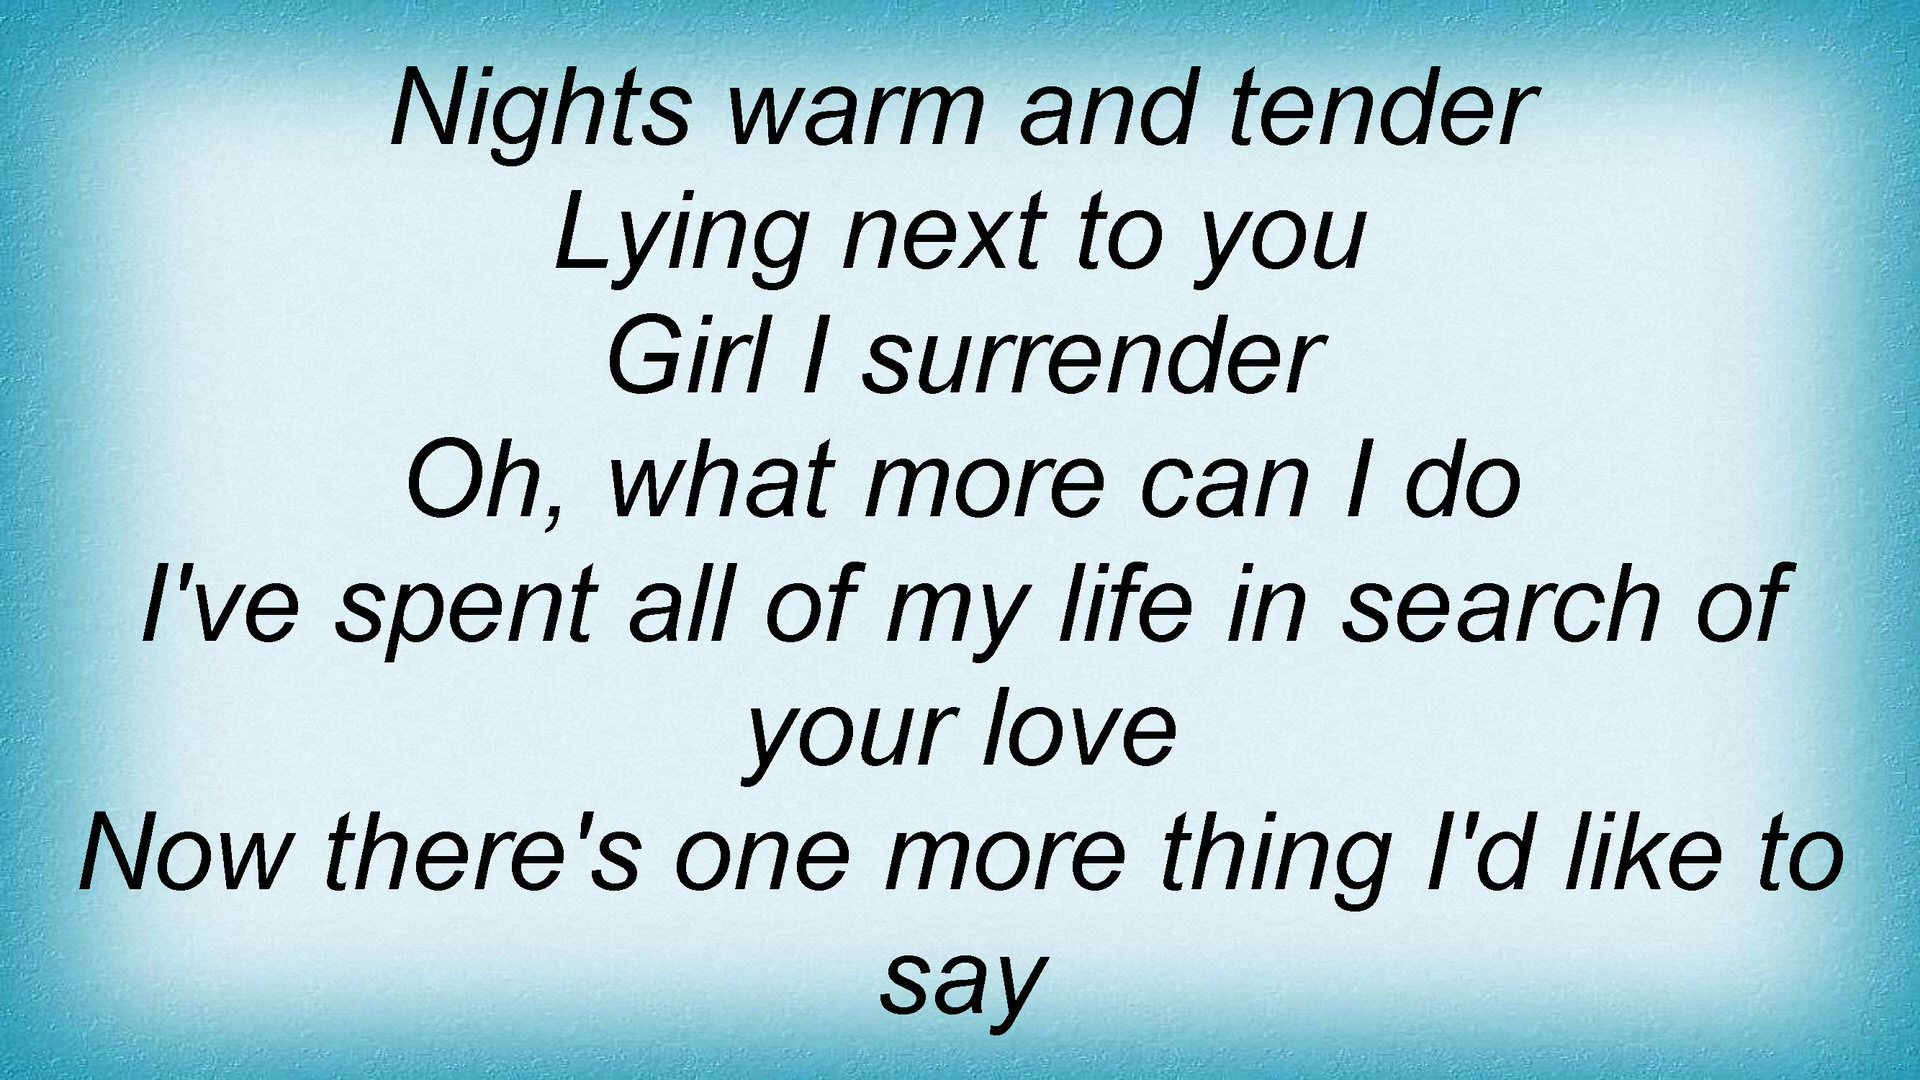 Nights warm and tender
Lying next to you
Girl I surrender
Oh, what more can I do
I've spent all of my life in search of
your love
Now there's one more thing I'd like to
say